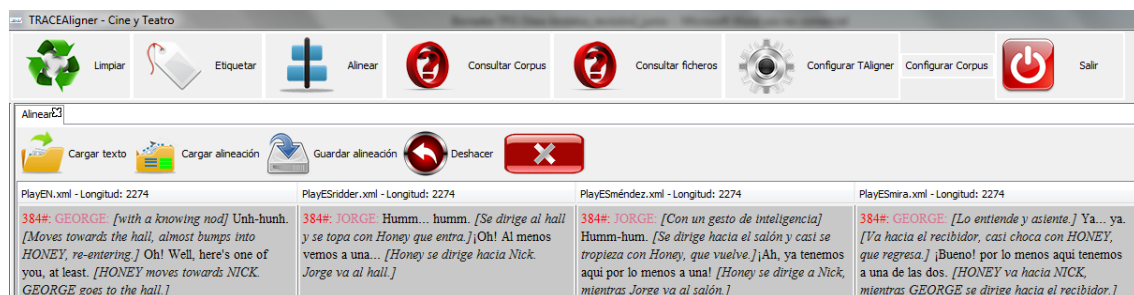 TRACEAligner - Cine y Teatro
Limpiar Etiquetar Alinear Consultar Corpus Consultar ficheros Configurar TAligner Configurar Corpus Salir
Alinear
Cargar texto Cargar alineación Guardar alineación Deshacer
PlayEN.xml - Longitud: 2274
384#: GEORGE: [with a knowing nod] Unh-hunh.
[Moves towards the hall, almost bumps into
HONEY, re-entering.] Oh! Well, here's one of
you, at least. [HONEY moves towards NICK.
GEORGE goes to the hall.]
PlayESridder.xml - Longitud: 2274
384#: JORGE: Humm... humm. [Se dirige al hall
y se topa con Honey que entra.]¡Oh! Al menos
vemos a una... [Honey se dirige hacia Nick.
Jorge va al hall.]
PlayESméndez.xml - Longitud: 2274
384#: JORGE: [Con un gesto de inteligencia]
Humm-hum. [Se dirige hacia el salón y casi se
tropieza con Honey, que vuelve.]¡Ah, ya tenemos
aquí por lo menos a una! [Honey se dirige a Nick,
mientras Jorge va al salón.]
PlayESmira.xml - Longitud: 2274
384#: GEORGE: [Lo entiende y asiente.] Ya... ya.
[Va hacia el recibidor, casi choca con HONEY,
que regresa.] ¡Bueno! por lo menos aquí tenemos
a una de las dos. [HONEY va hacia NICK,
mientras GEORGE se dirige hacia el recibidor.]